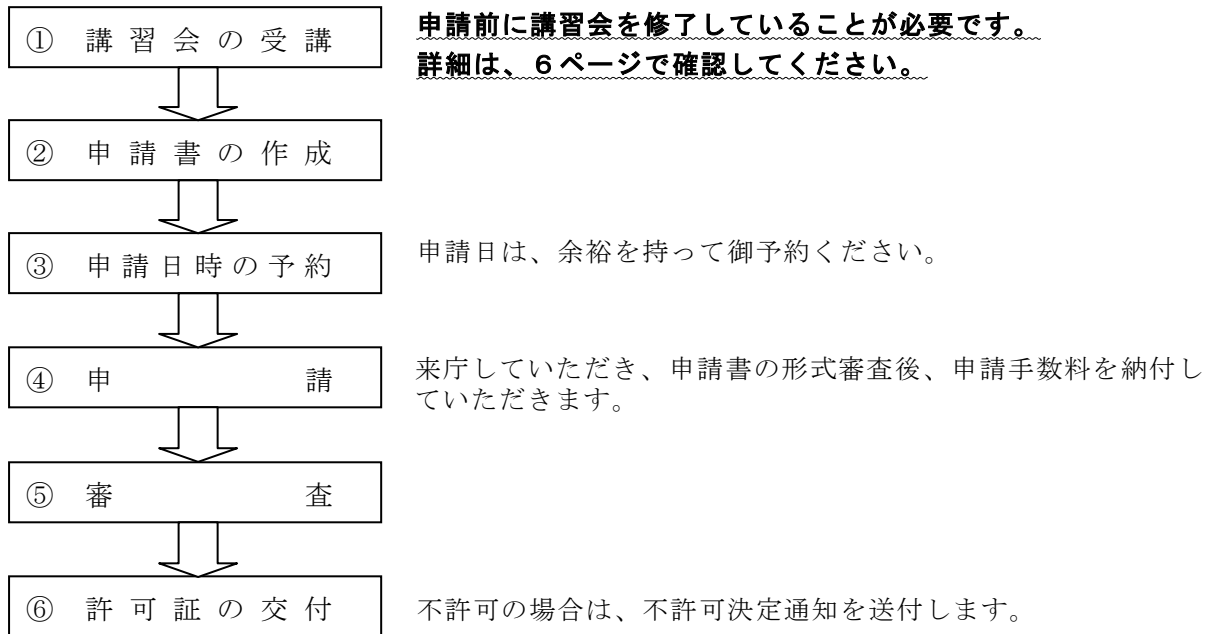 ① 講習会の受講
申請前に講習会を修了していることが必要です。
詳細は、６ページで確認してください。
② 申請書の作成
③ 申請日時の予約
申請日は、余裕を持って御予約ください。
④ 申請
来庁していただき、申請書の形式審査後、申請手数料を納付し
ていただきます。
⑤ 審査
⑥ 許可証の交付
不許可の場合は、不許可決定通知を送付します。